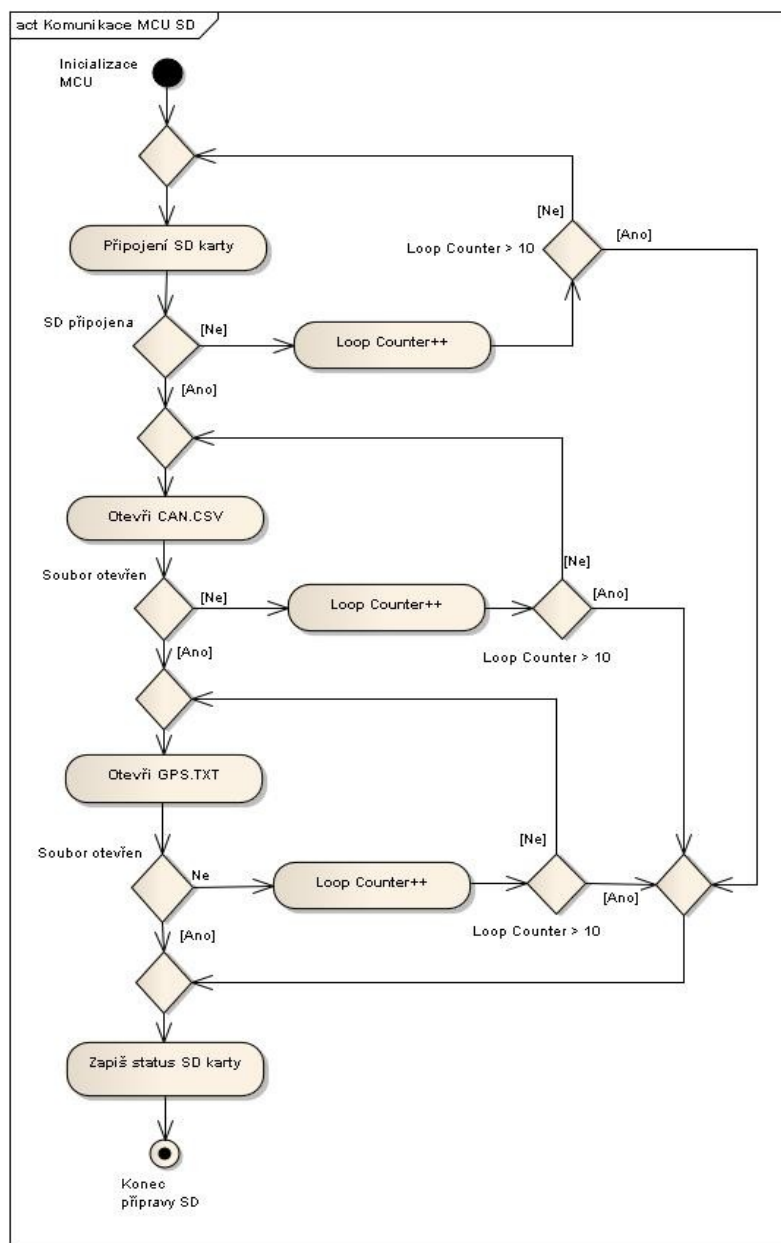 act Komunikace MCU SD
Inicializace
MCU
[Ne]
[Ano]
Připojení SD karty
Loop Counter > 10
SD připojena
[Ne]
Loop Counter++
[Ano]
Otevři CAN.CSV
[Ne]
Soubor otevřen
[Ne]
Loop Counter++
[Ano]
[Ano]
Loop Counter > 10
Otevři GPS.TXT
[Ne]
Soubor otevřen
Ne
Loop Counter++
[Ano]
Loop Counter > 10
[Ano]
Zapiš status SD karty
Konec
přípravy SD